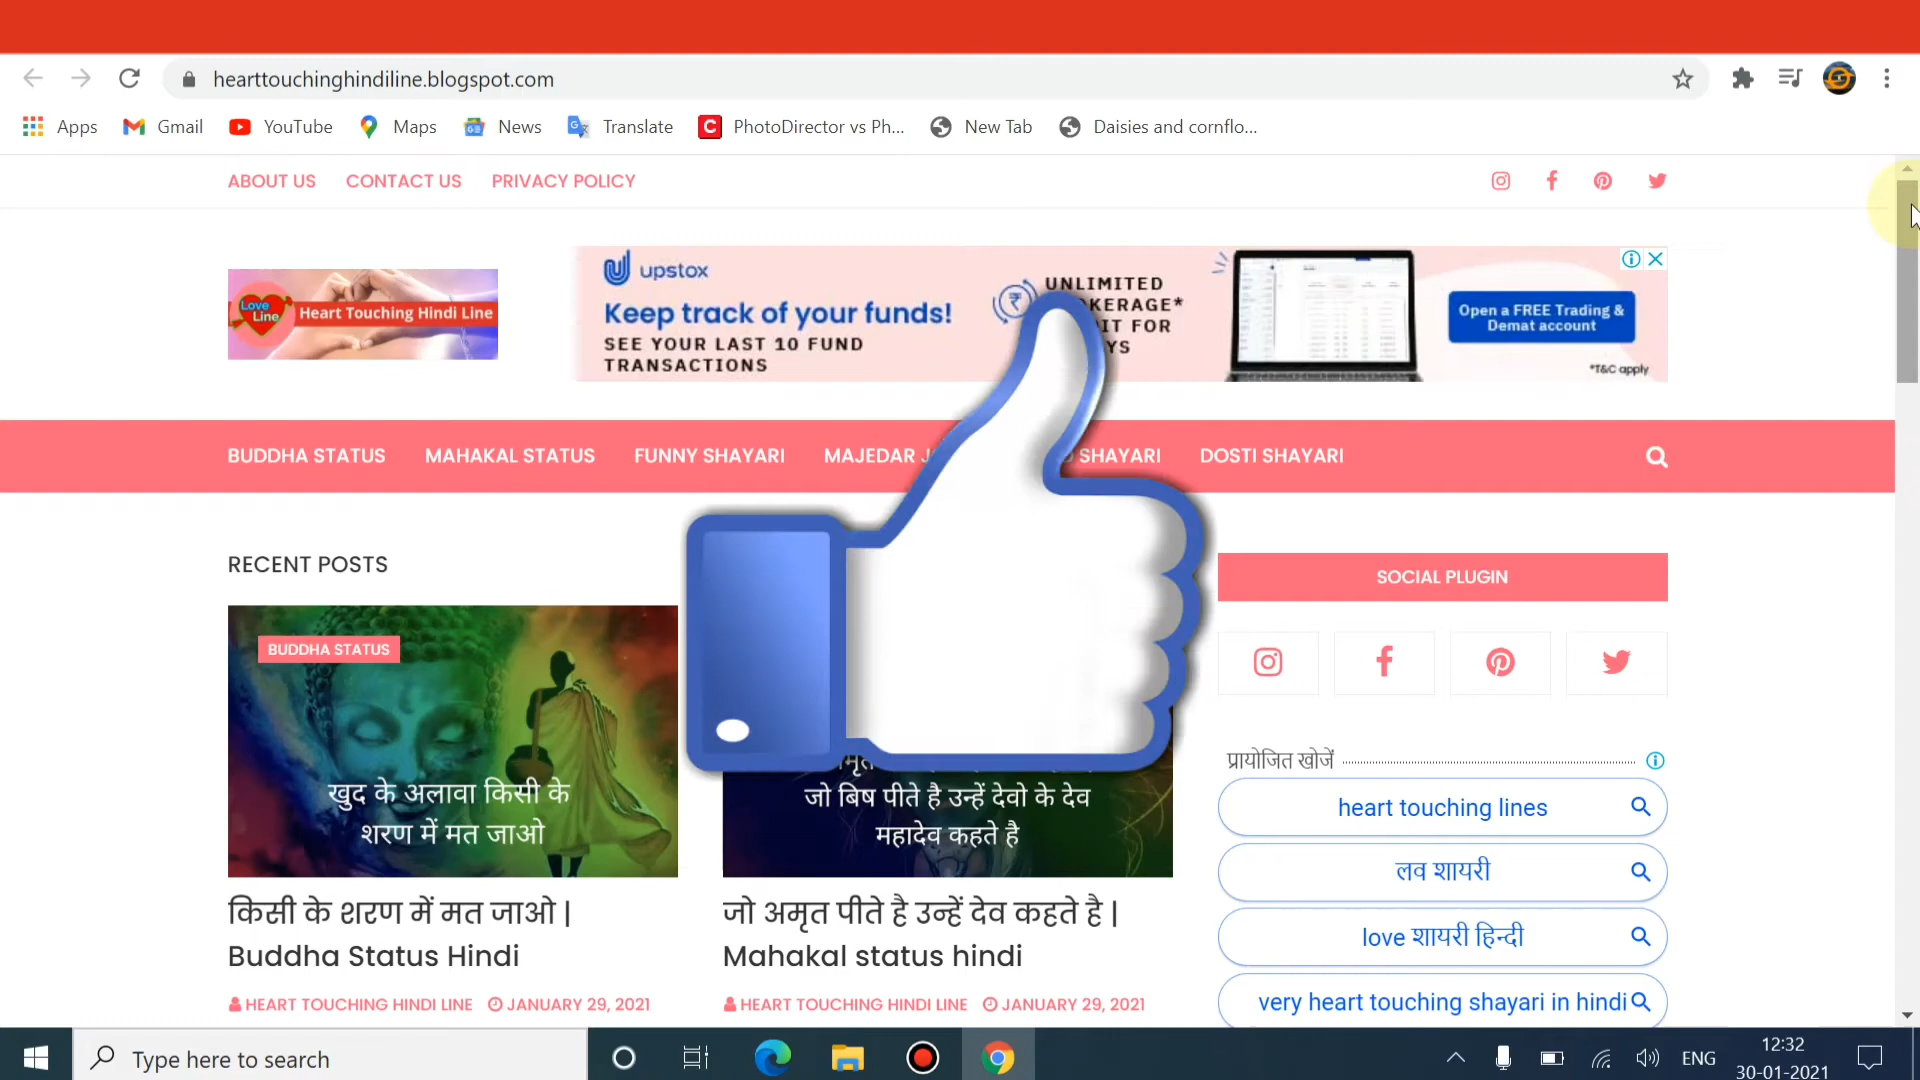 hearttouchinghindiline.blogspot.com
Apps Gmail YouTube Maps News Translate PhotoDirector vs Ph... New Tab Daisies and cornflo...
ABOUT US CONTACT US PRIVACY POLICY
Love Line
Heart Touching Hindi Line
upstox
Keep track of your funds!
SEE YOUR LAST 10 FUND
TRANSACTIONS
UNLIMITED
Open a FREE Trading &
Demat account
*T&C apply
BUDDHA STATUS MAHAKAL STATUS FUNNY SHAYARI MAJEDAR SHAYARI DOSTI SHAYARI
RECENT POSTS
SOCIAL PLUGIN
BUDDHA STATUS
खुद के अलावा किसी के
शरण में मत जाओ
जो बिष पीते है उन्हें देवो के देव
महादेव कहते है
किसी के शरण में मत जाओ |
Buddha Status Hindi
HEART TOUCHING HINDI LINE JANUARY 29, 2021
जो अमृत पीते है उन्हें देव कहते है |
Mahakal status hindi
HEART TOUCHING HINDI LINE JANUARY 29, 2021
प्रायोजित खोजें
heart touching lines
लव शायरी
love शायरी हिन्दी
very heart touching shayari in hindi
Type here to search
ENG
12:32
30-01-2021